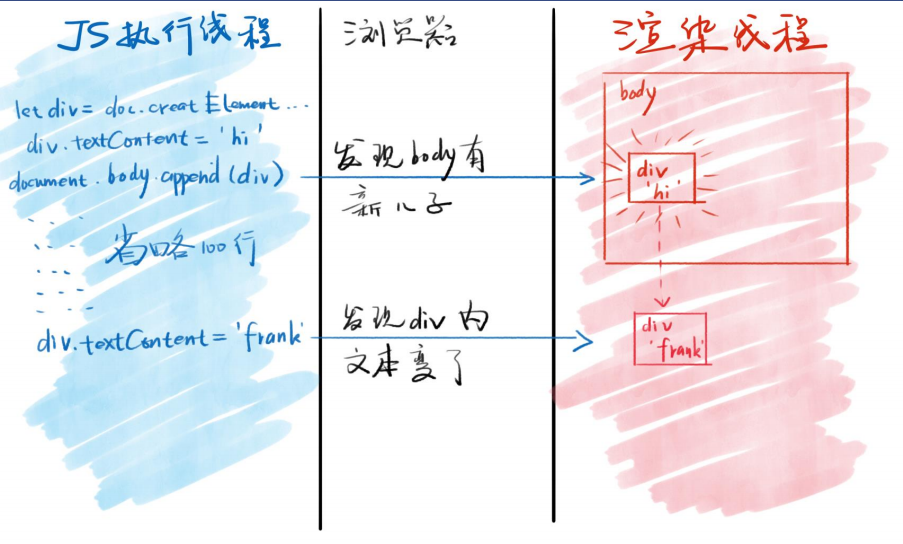 JS执行线程
let div = doc.creat Element...
div.textContent = 'hi'
document.body.append(div)
省略100行
div.textContent = 'frank'
浏览器
发现body有
新儿子
发现div内
文本变了
渲染线程
body
div
'hi'
div
'frank'